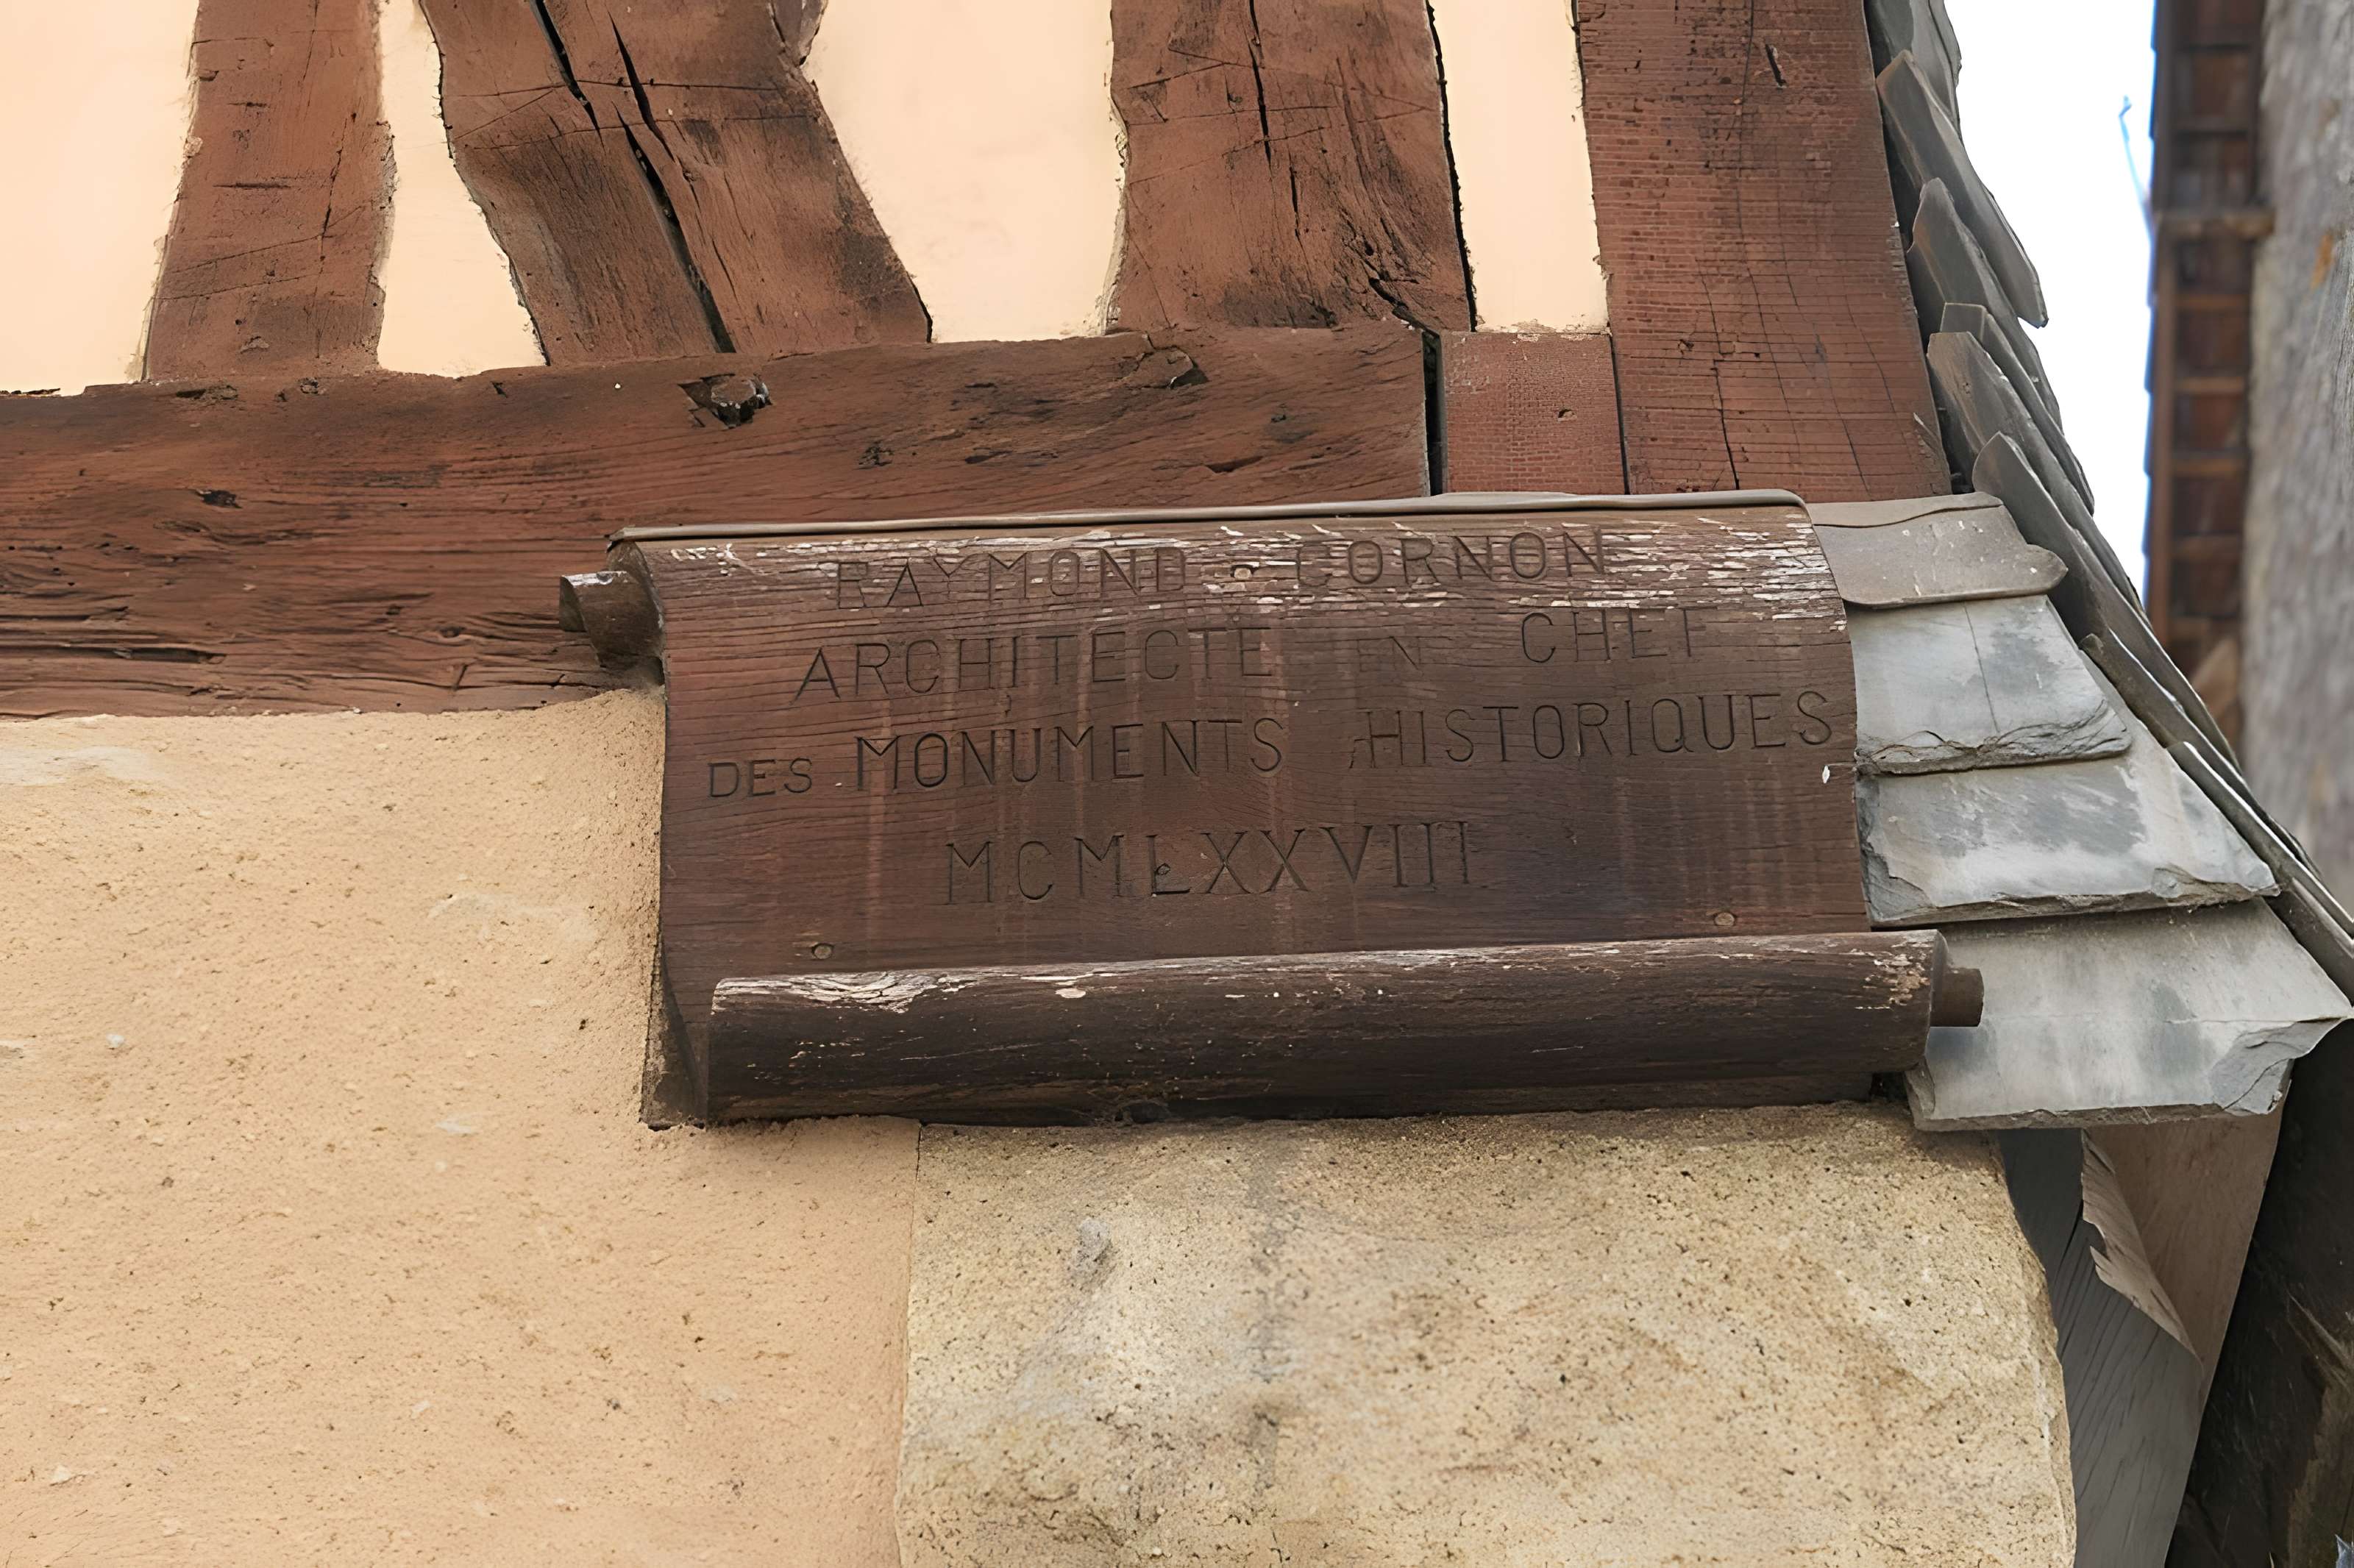 RAYMOND - CORNON
ARCHITECTE EN CHEF
DES MONUMENTS HISTORIQUES
MCMLXXVIII